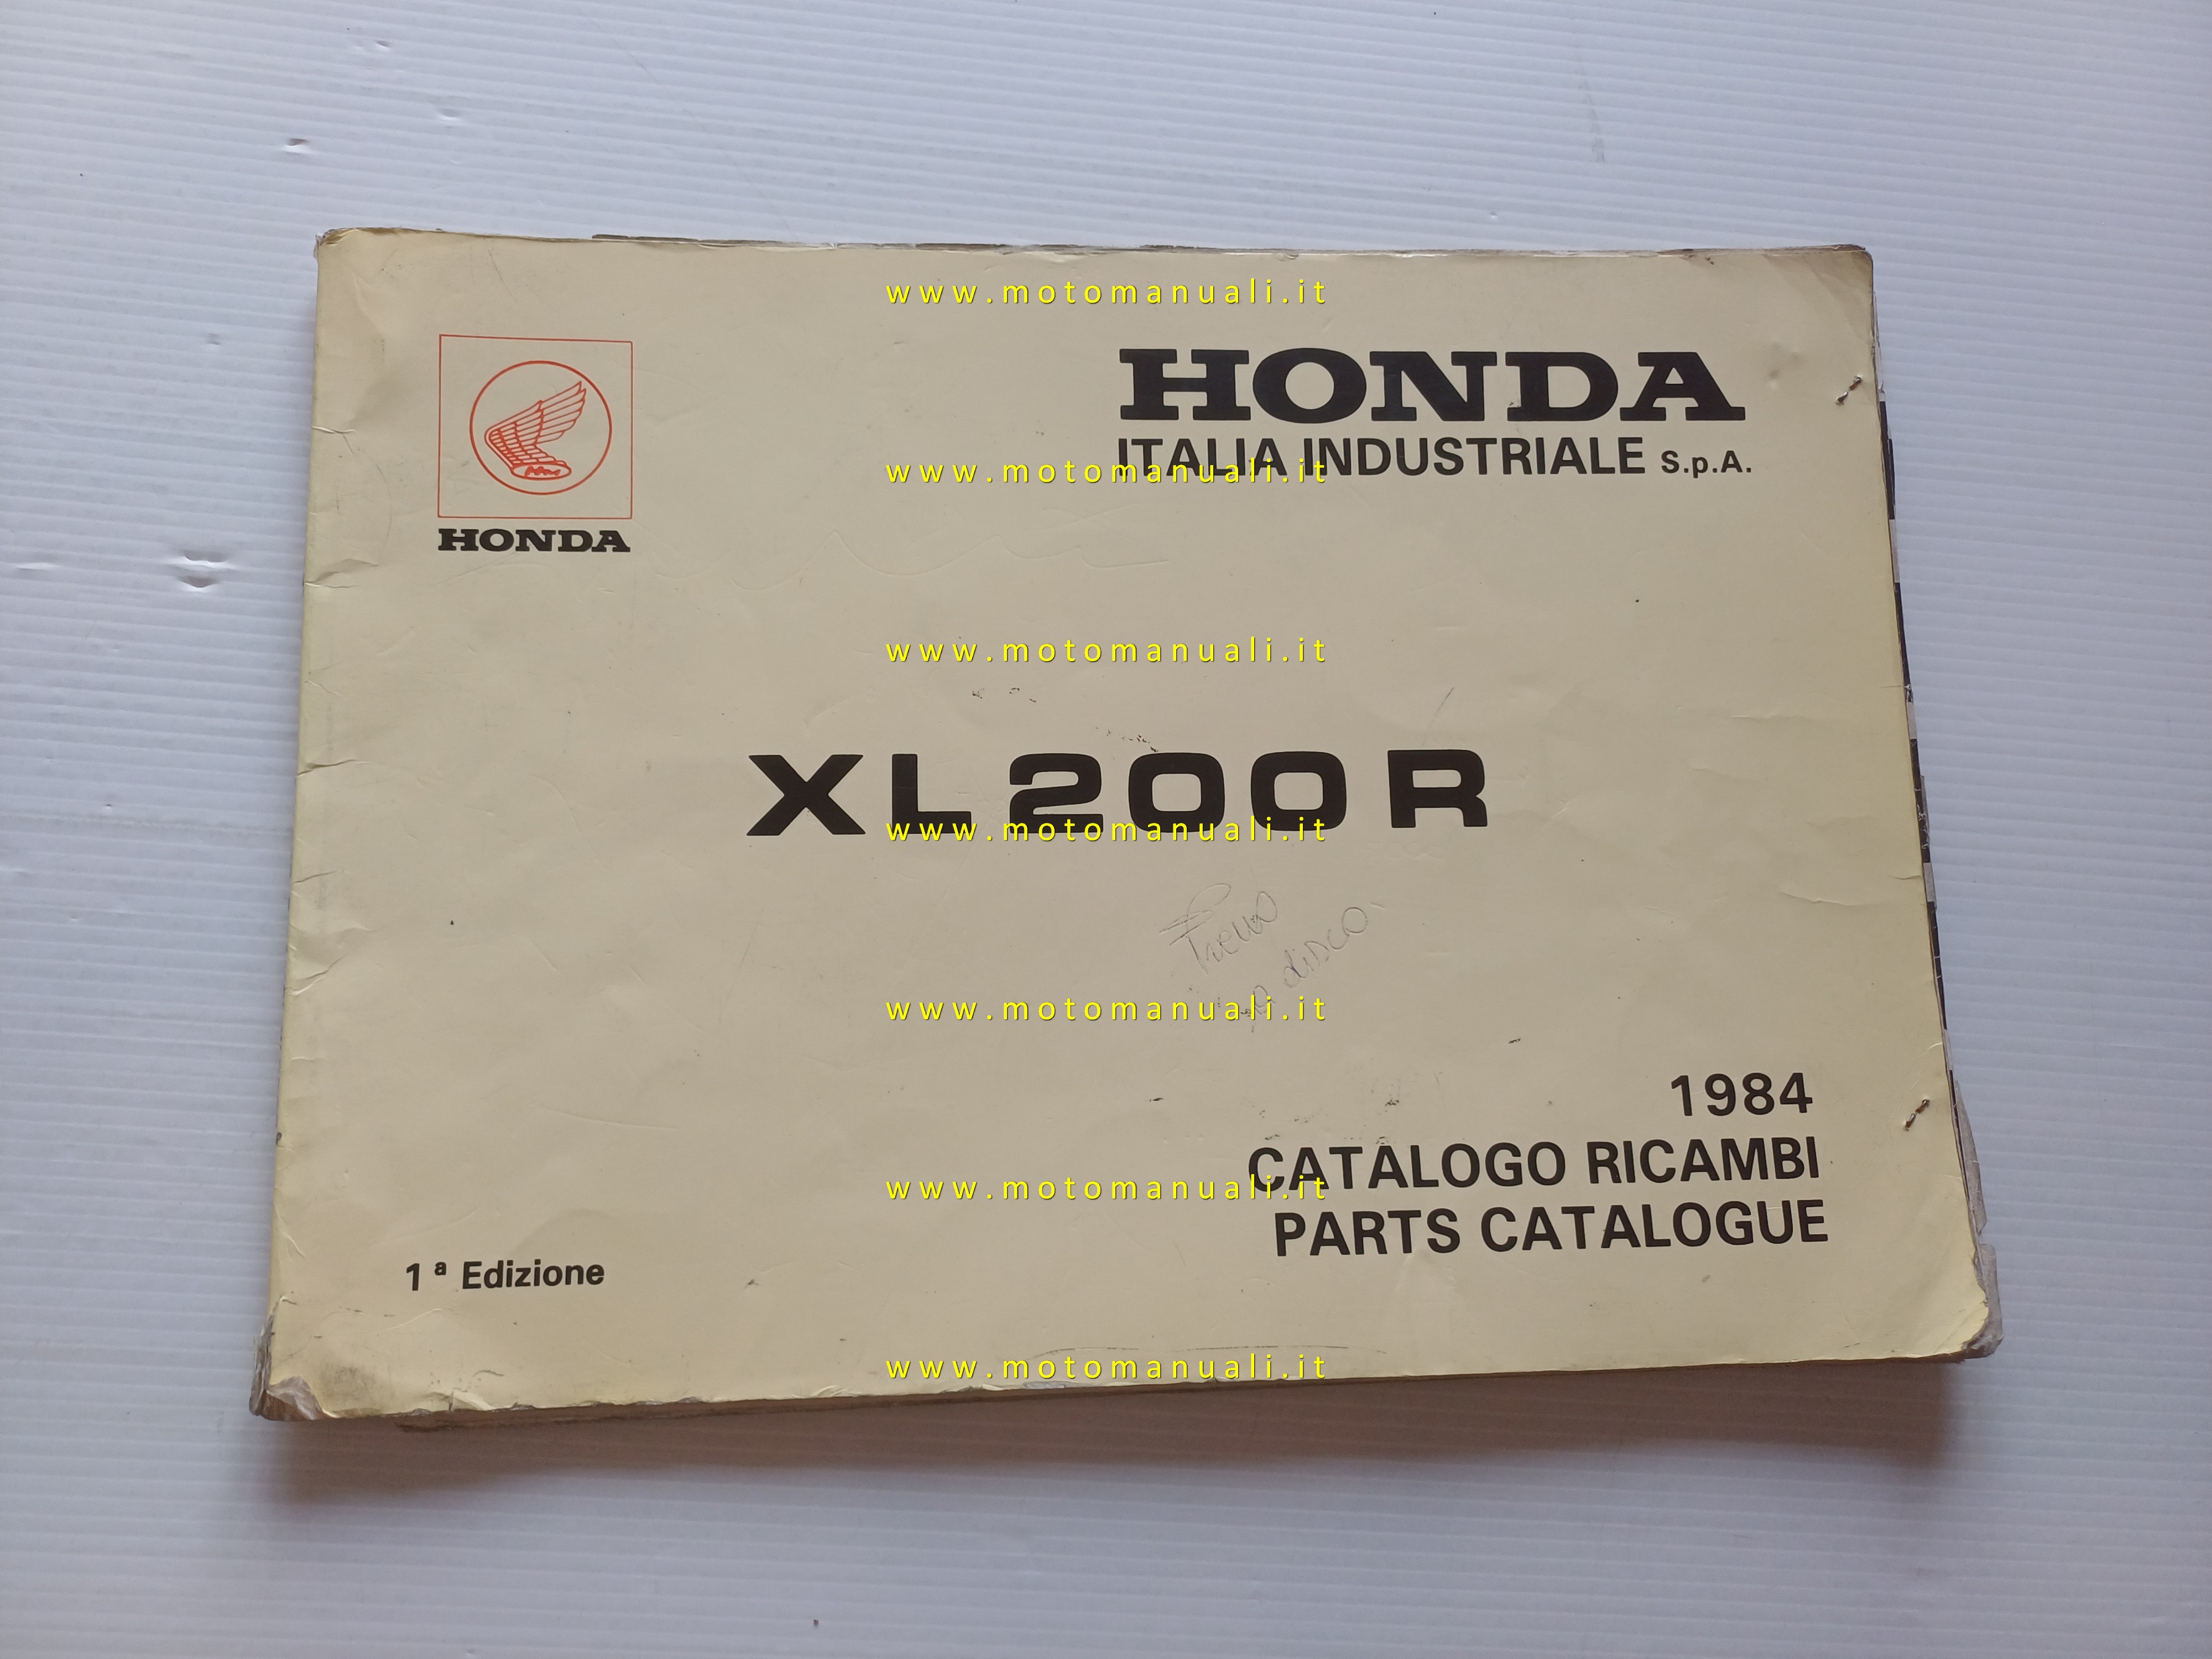 www.motomanuali.it
HONDA
ITALIA INDUSTRIALE S.p.A.
www.motomanuali.it
HONDA
www.motomanuali.it
XL200R
www.motomanuali.it
disco
www.motomanuali.it
1984
CATALOGO RICAMBI
www.motomanuali.it
PARTS CATALOGUE
1ª Edizione
www.motomanuali.it